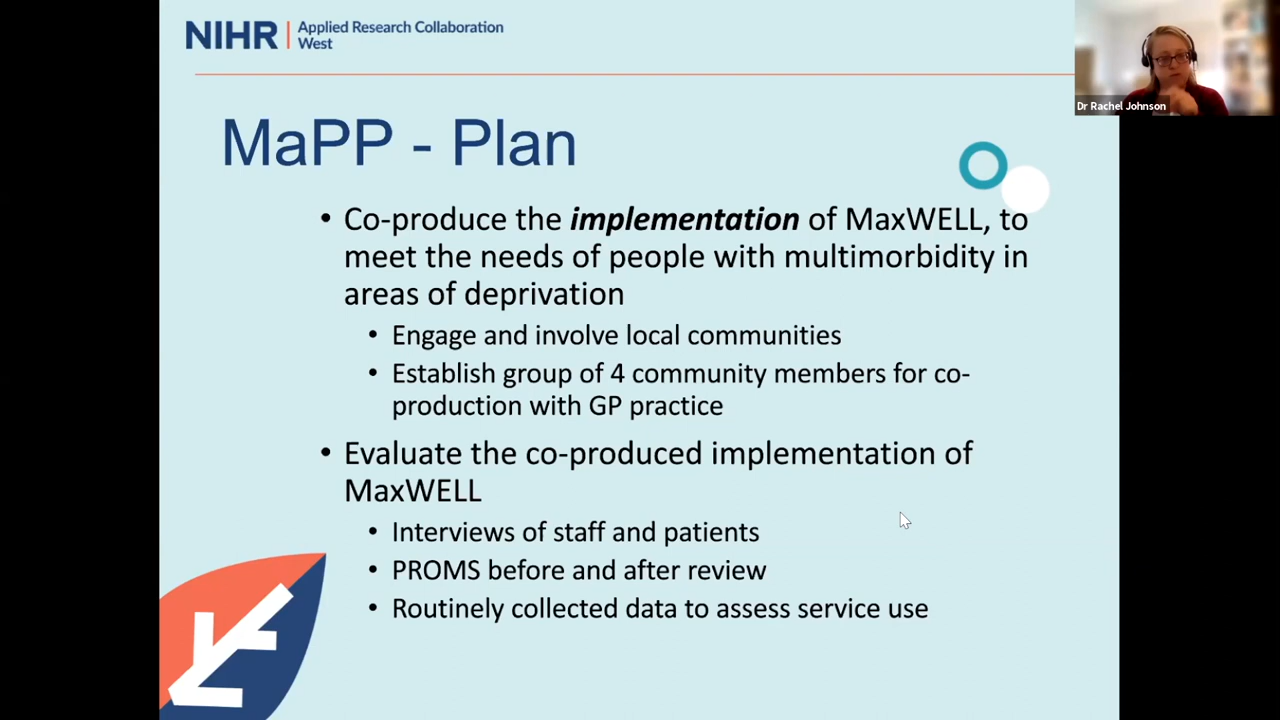 NIHR
Applied Research Collaboration
West
Dr Rachel Johnson
MaPP - Plan
• Co-produce the implementation of MaxWELL, to
meet the needs of people with multimorbidity in
areas of deprivation
• Engage and involve local communities
• Establish group of 4 community members for co-
production with GP practice
• Evaluate the co-produced implementation of
MaxWELL
• Interviews of staff and patients
• PROMS before and after review
• Routinely collected data to assess service use